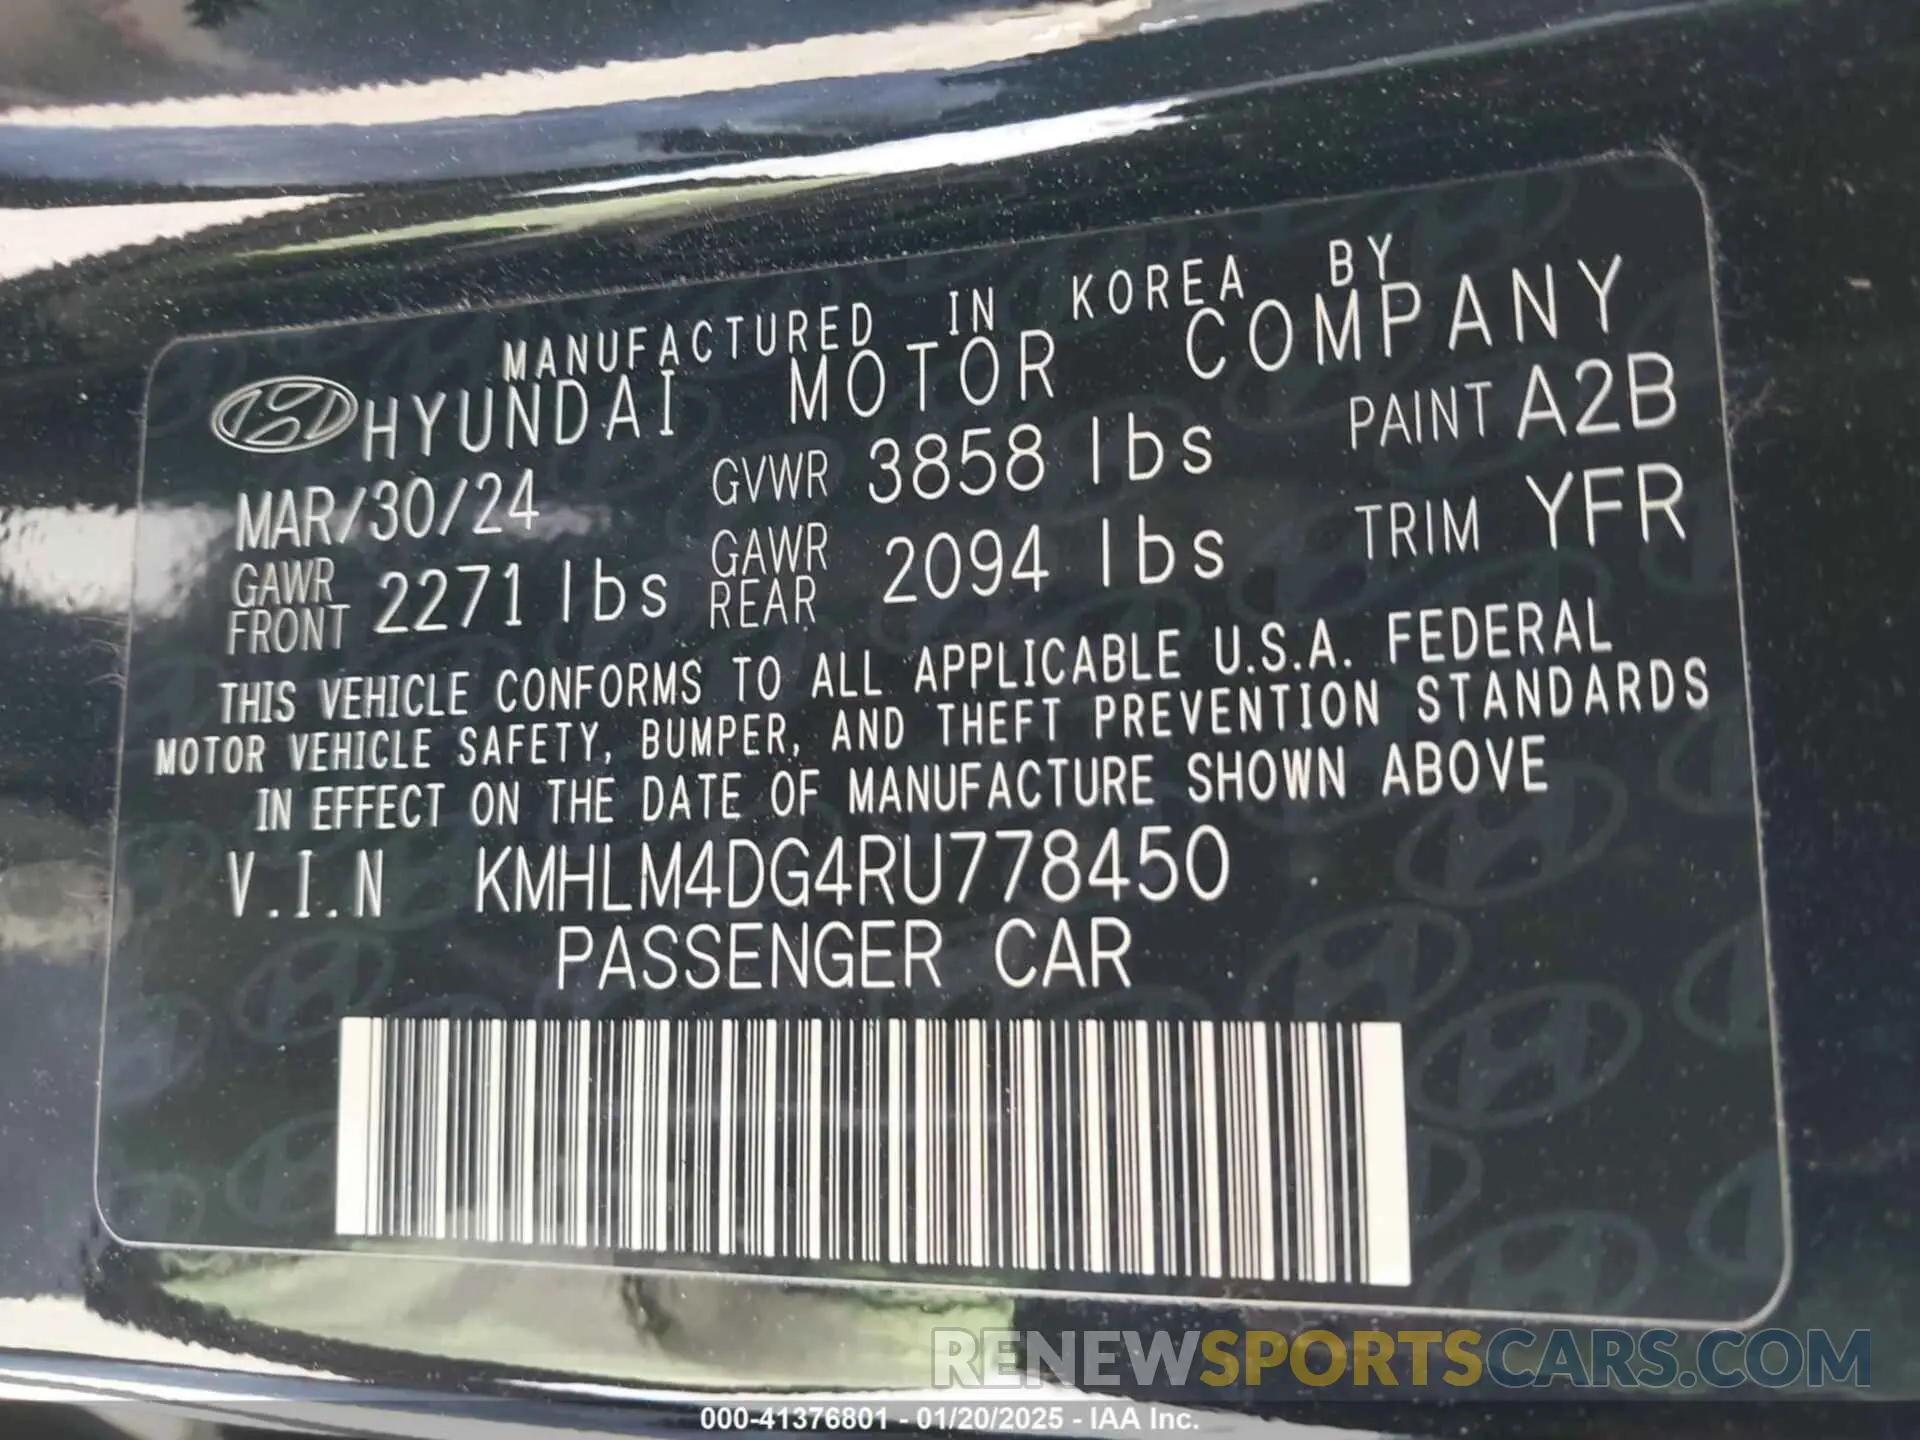 MANUFACTURED IN KOREA BY
HYUNDAI MOTOR COMPANY
MAR/30/24 GVWR 3858 lbs PAINT A2B
GAWR FRONT 2271 lbs GAWR REAR 2094 lbs TRIM YFR
THIS VEHICLE CONFORMS TO ALL APPLICABLE U.S.A. FEDERAL
MOTOR VEHICLE SAFETY, BUMPER, AND THEFT PREVENTION STANDARDS
IN EFFECT ON THE DATE OF MANUFACTURE SHOWN ABOVE
V.I.N KMHLM4DG4RU778450
PASSENGER CAR
RENEWSPORTSCARS.COM
000-41376801 - 01/20/2025 - IAA Inc.